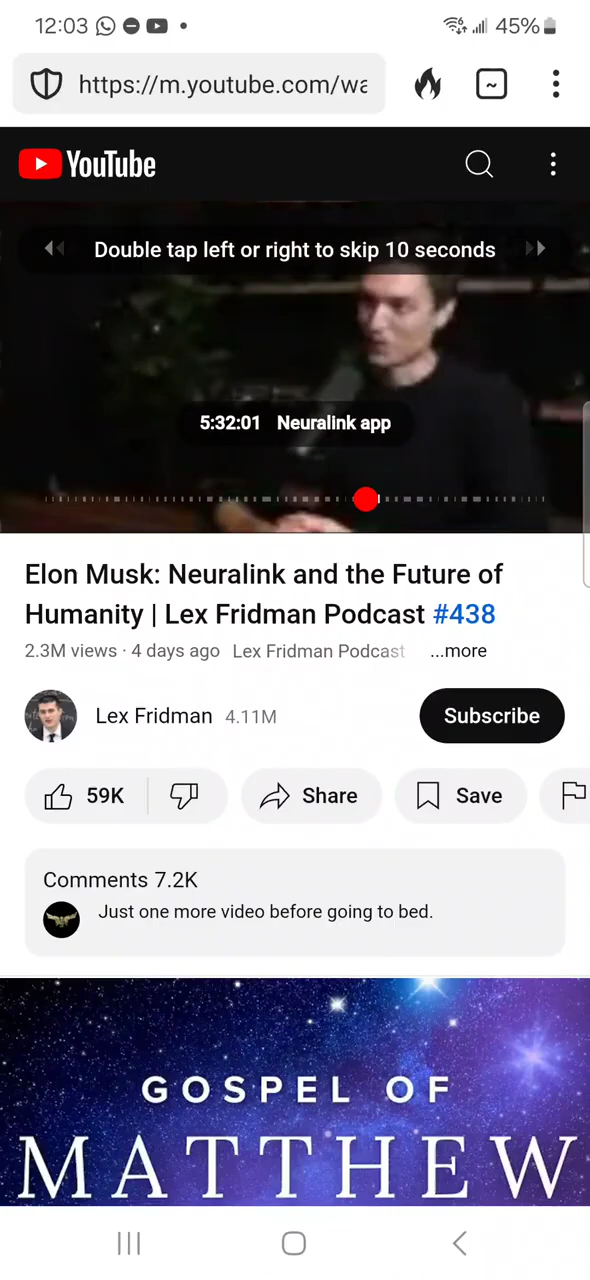 12:03 45%
https://m.youtube.com/wa
YouTube
Double tap left or right to skip 10 seconds
5:32:01 Neuralink app
Elon Musk: Neuralink and the Future of
Humanity | Lex Fridman Podcast #438
2.3M views · 4 days ago Lex Fridman Podcast ...more
Lex Fridman 4.11M Subscribe
59K Share Save
Comments 7.2K
Just one more video before going to bed.
GOSPEL OF
MATTHEW